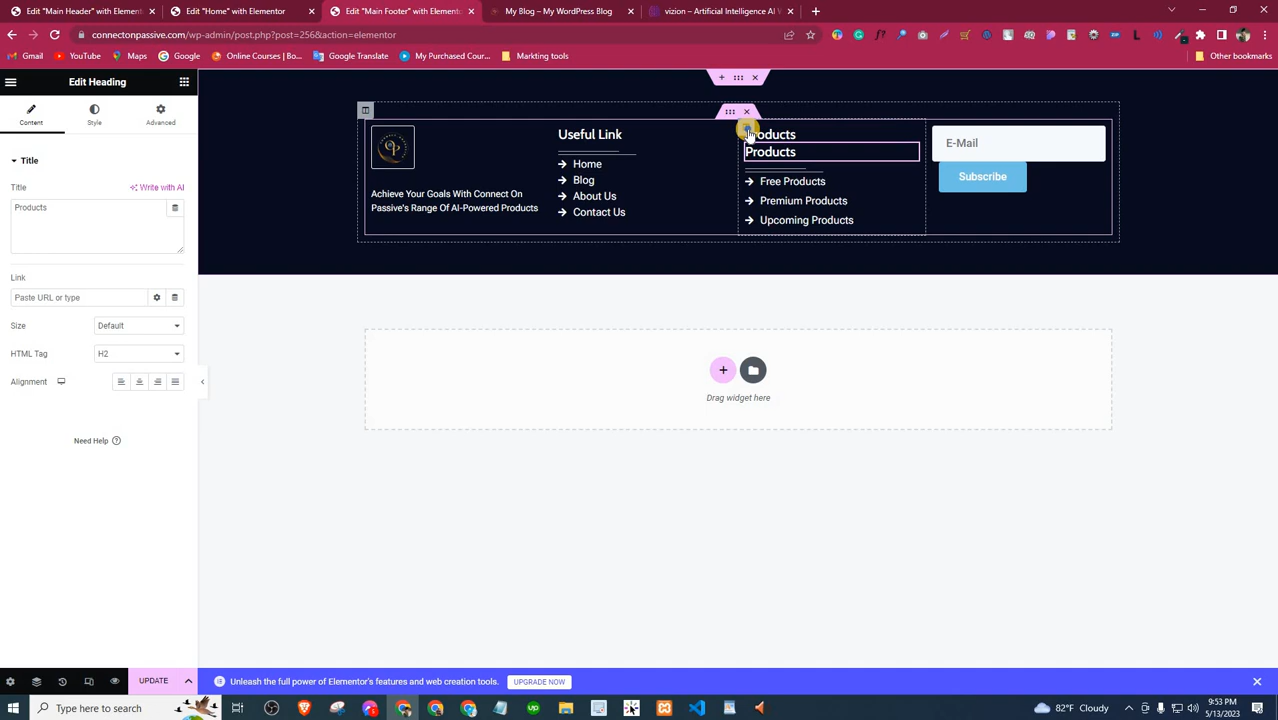 Edit "Main Header" with Elemen
Edit "Home" with Elementor
Edit "Main Footer" with Elemento
My Blog – My WordPress Blog
vizion – Artificial Intelligence AI W
connectonpassive.com/wp-admin/post.php?post=256&action=elementor
Gmail
YouTube
Maps
Google
Online Courses | Bo...
Google Translate
My Purchased Cour...
Markting tools
Other bookmarks
Edit Heading
Content
Style
Advanced
Title
Title
Write with AI
Products
Link
Paste URL or type
Size
Default
HTML Tag
H2
Alignment
Need Help
UPDATE
Achieve Your Goals With Connect On
Passive's Range Of AI-Powered Products
Useful Link
Home
Blog
About Us
Contact Us
Products
Products
Free Products
Premium Products
Upcoming Products
E-Mail
Subscribe
Drag widget here
Unleash the full power of Elementor's features and web creation tools.
UPGRADE NOW
Type here to search
82°F Cloudy
9:53 PM
5/13/2023